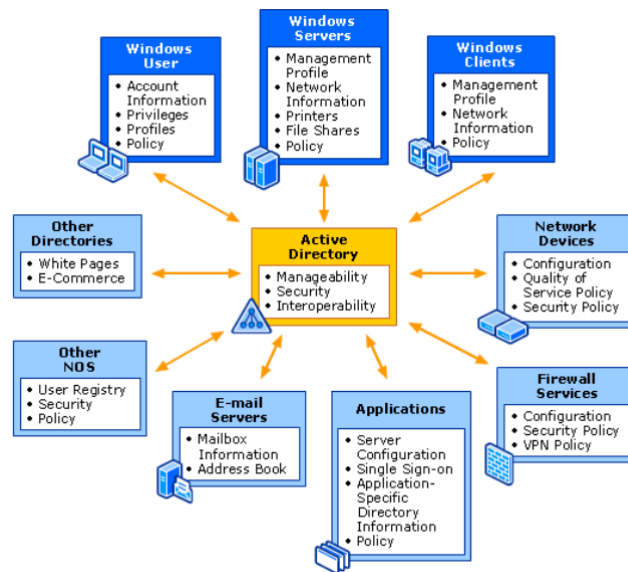 Windows
User
• Account
Information
• Privileges
• Profiles
• Policy
Windows
Servers
• Management
Profile
• Network
Information
• Printers
• File Shares
• Policy
Windows
Clients
• Management
Profile
• Network
Information
• Policy
Other
Directories
• White Pages
• E-Commerce
Active
Directory
• Manageability
• Security
• Interoperability
Network
Devices
• Configuration
• Quality of
Service Policy
• Security Policy
Other
NOS
• User Registry
• Security
• Policy
E-mail
Servers
• Mailbox
Information
• Address Book
Applications
• Server
Configuration
• Single Sign-on
• Application-
Specific
Directory
Information
• Policy
Firewall
Services
• Configuration
• Security Policy
• VPN Policy